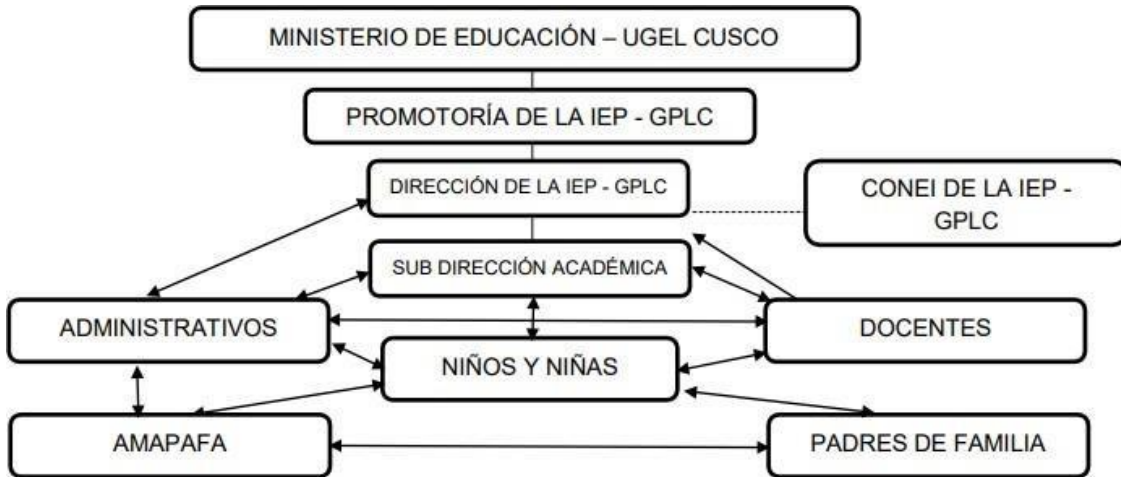 MINISTERIO DE EDUCACIÓN – UGEL CUSCO
PROMOTORÍA DE LA IEP - GPLC
DIRECCIÓN DE LA IEP - GPLC
CONEI DE LA IEP -
GPLC
SUB DIRECCIÓN ACADÉMICA
ADMINISTRATIVOS
DOCENTES
NIÑOS Y NIÑAS
AMAPAFA
PADRES DE FAMILIA